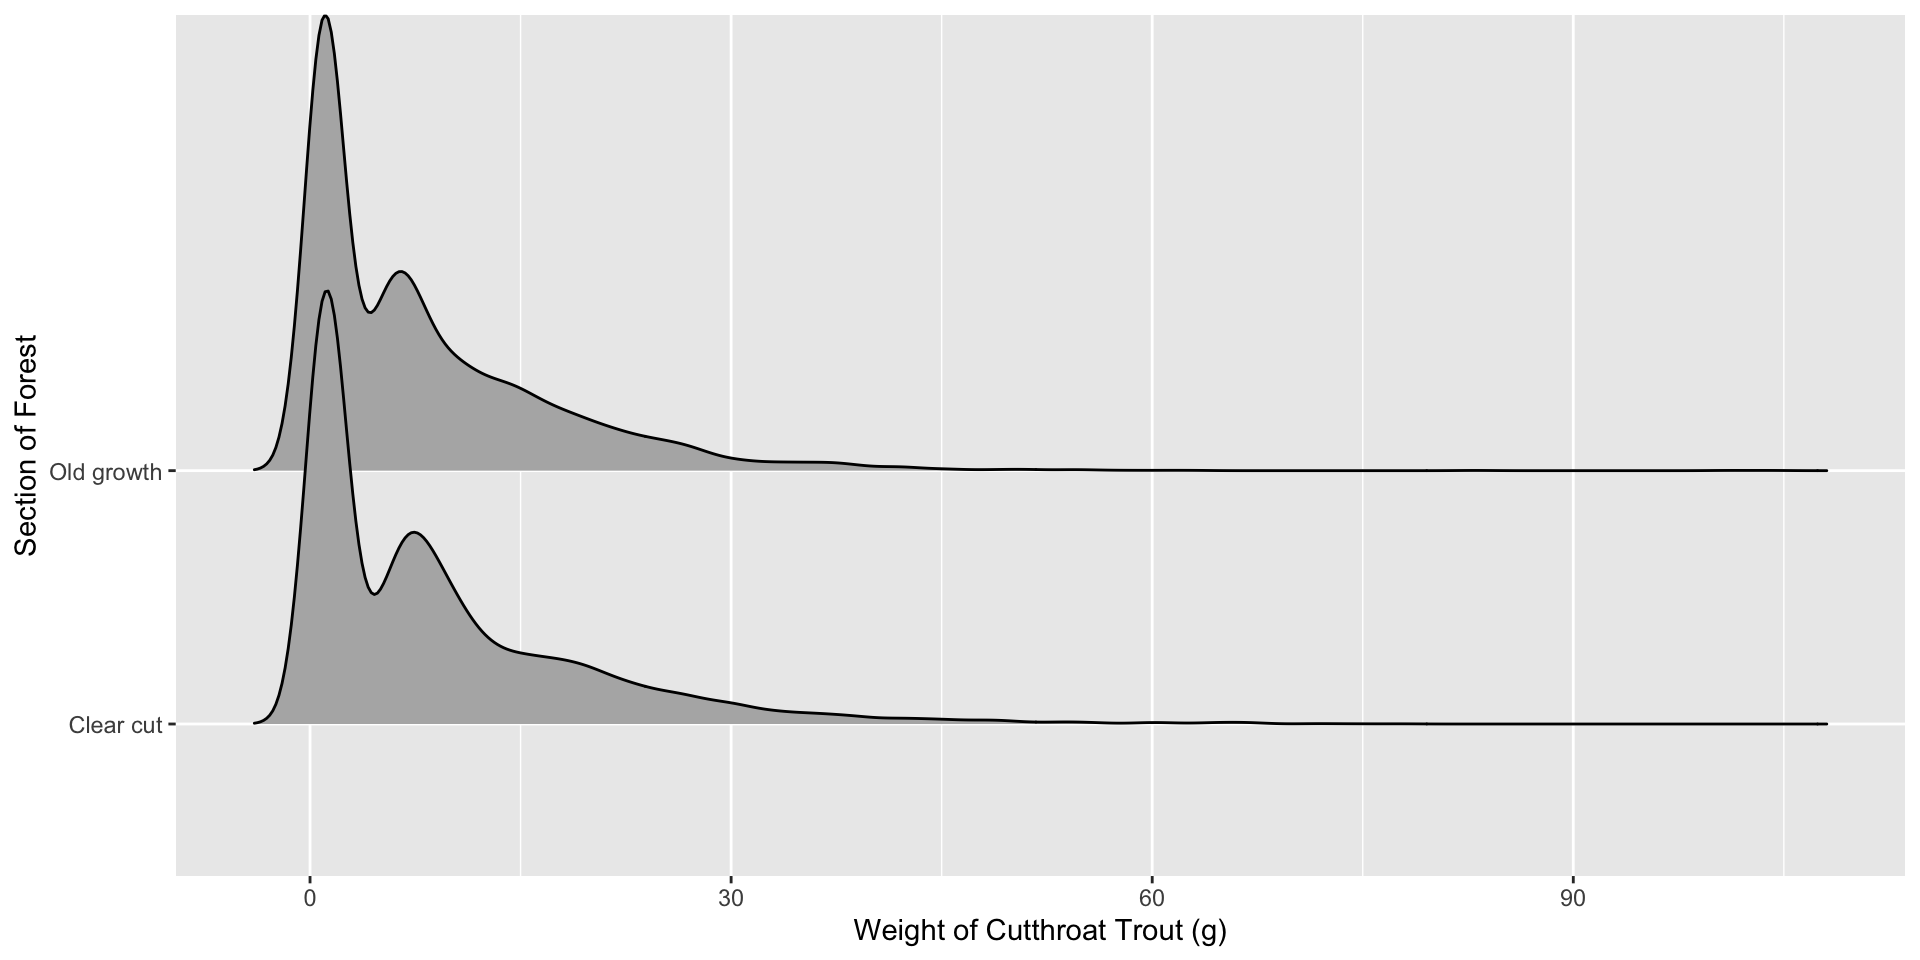 Section of Forest
Old growth
Clear cut
0 30 60 90
Weight of Cutthroat Trout (g)